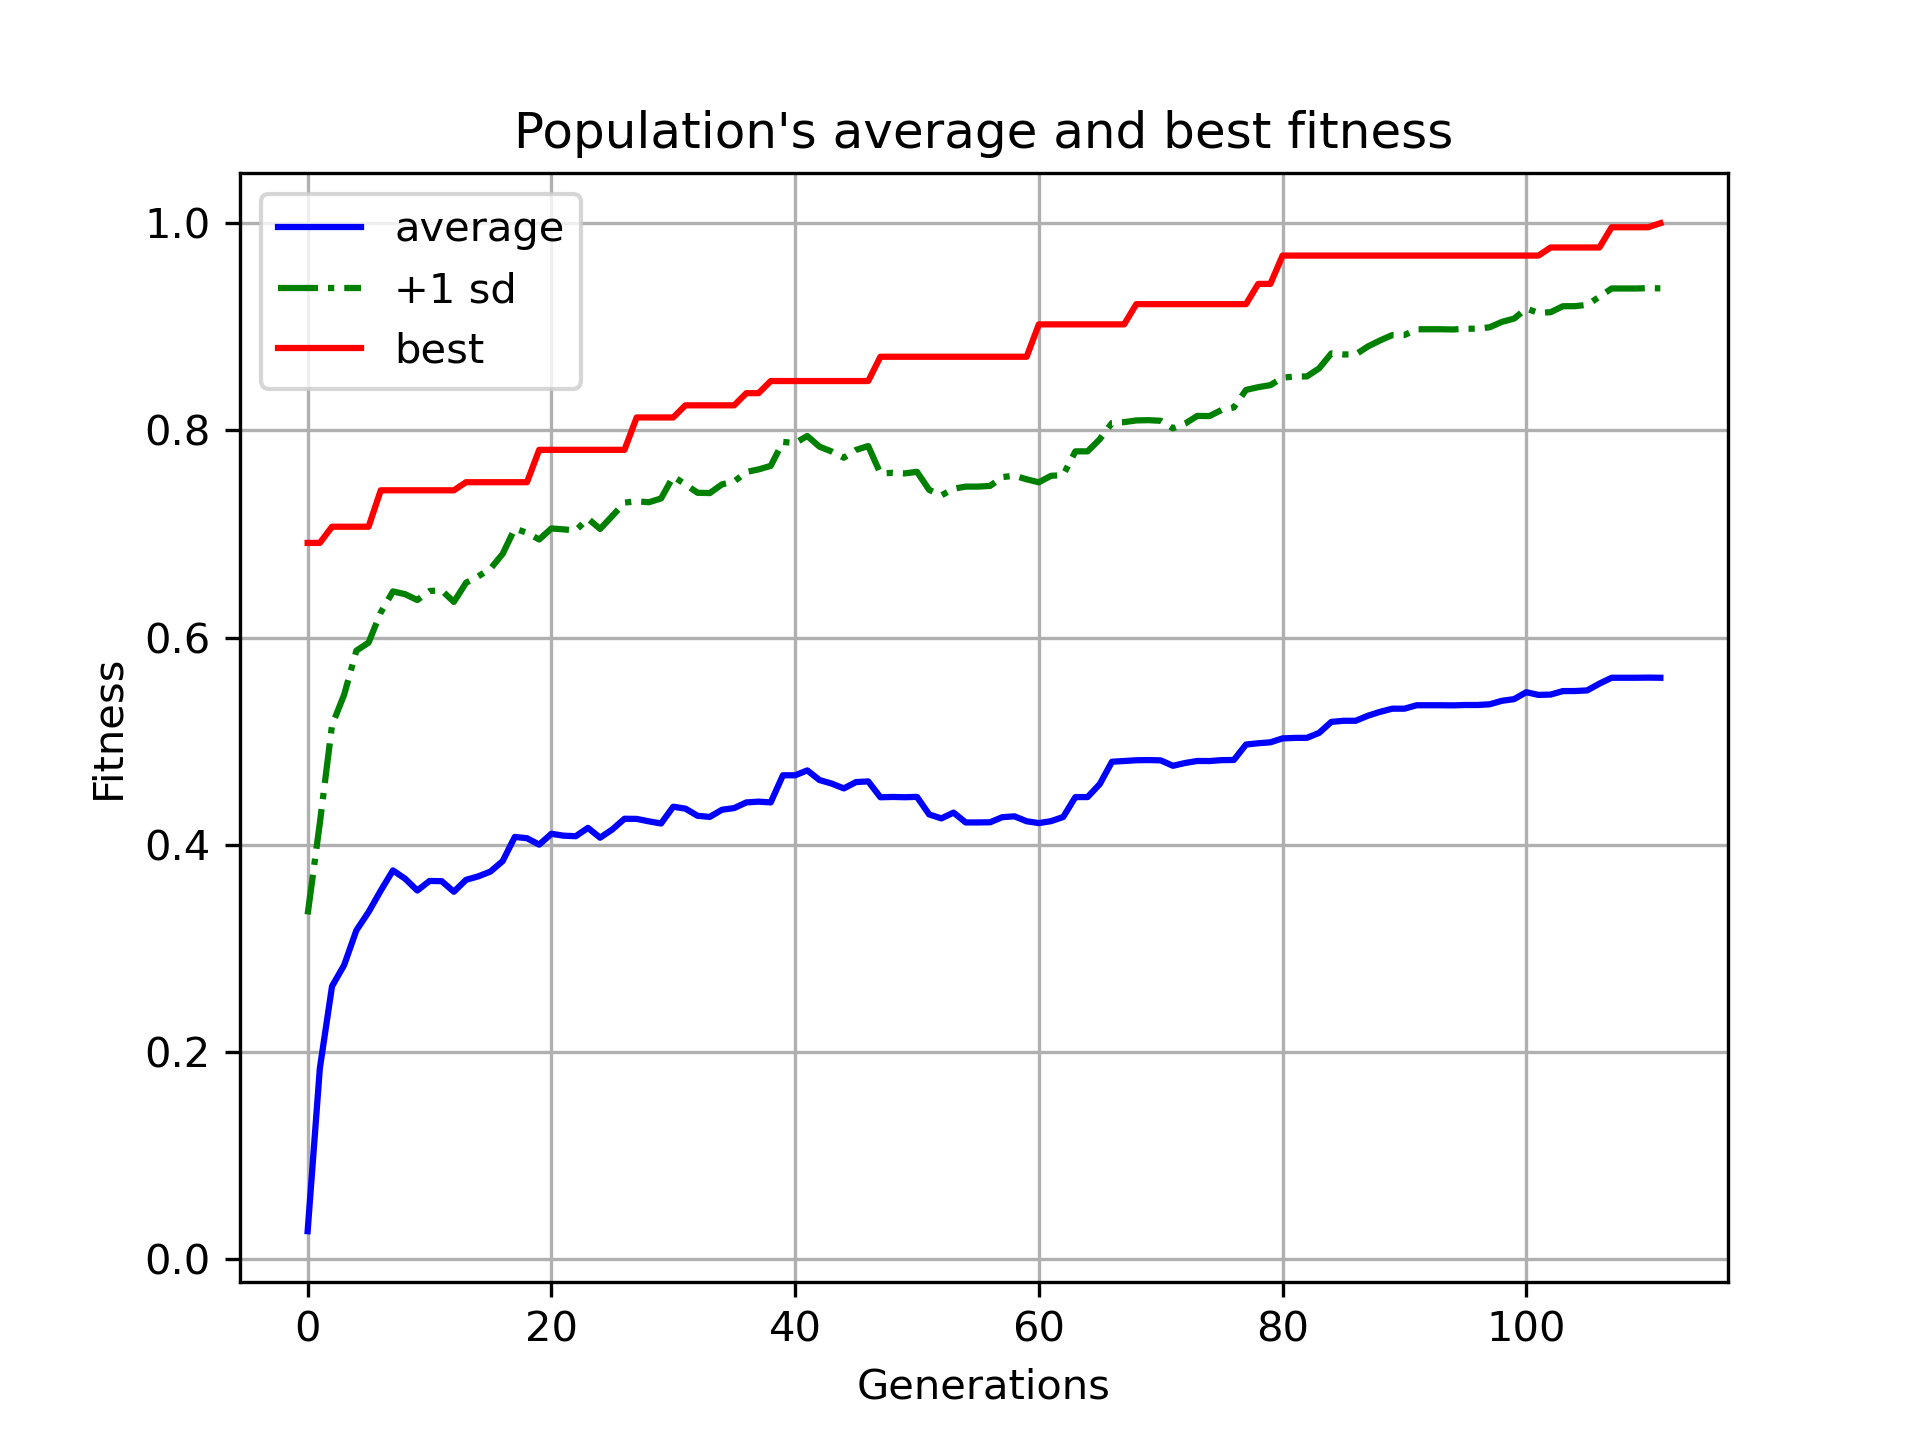 Population's average and best fitness
average
+1 sd
best
1.0
0.8
0.6
0.4
0.2
0.0
Fitness
0 20 40 60 80 100
Generations